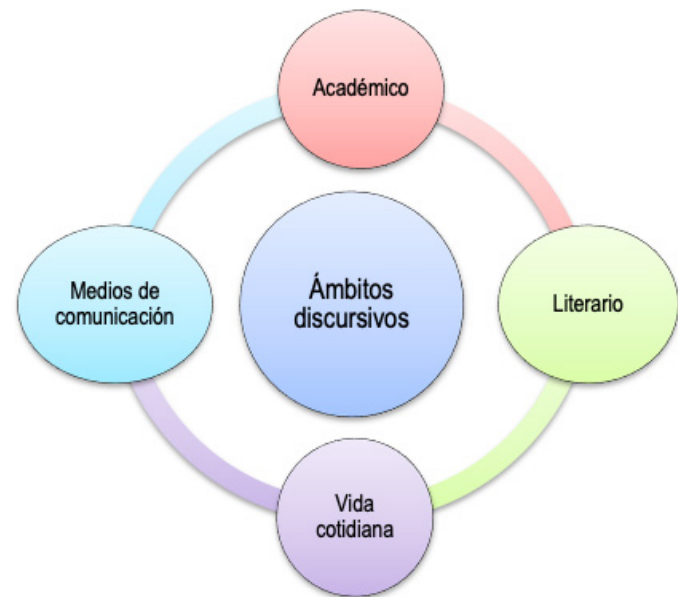 Académico
Medios de
comunicación
Ámbitos
discursivos
Literario
Vida
cotidiana